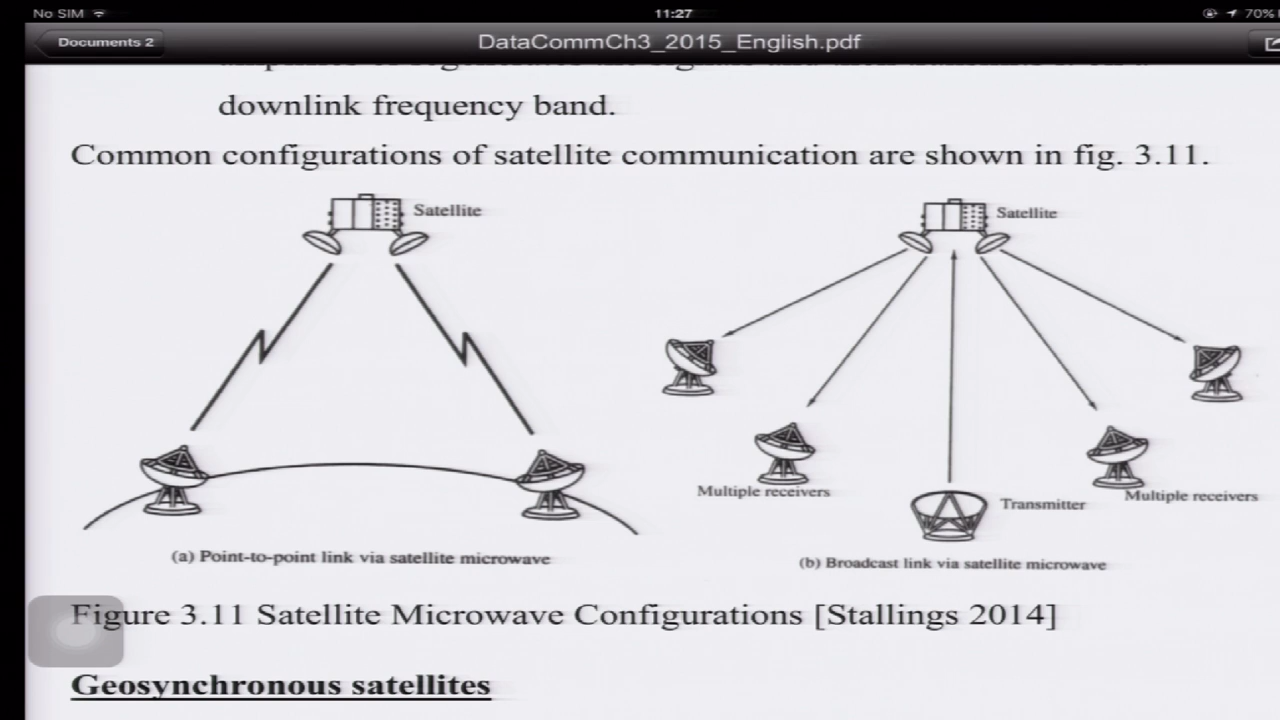 No SIM
11:27
70%
Documents 2
DataCommCh3_2015_English.pdf
downlink frequency band.
Common configurations of satellite communication are shown in fig. 3.11.
Satellite
Satellite
Multiple receivers
Transmitter
Multiple receivers
(a) Point-to-point link via satellite microwave
(b) Broadcast link via satellite microwave
Figure 3.11 Satellite Microwave Configurations [Stallings 2014]
Geosynchronous satellites